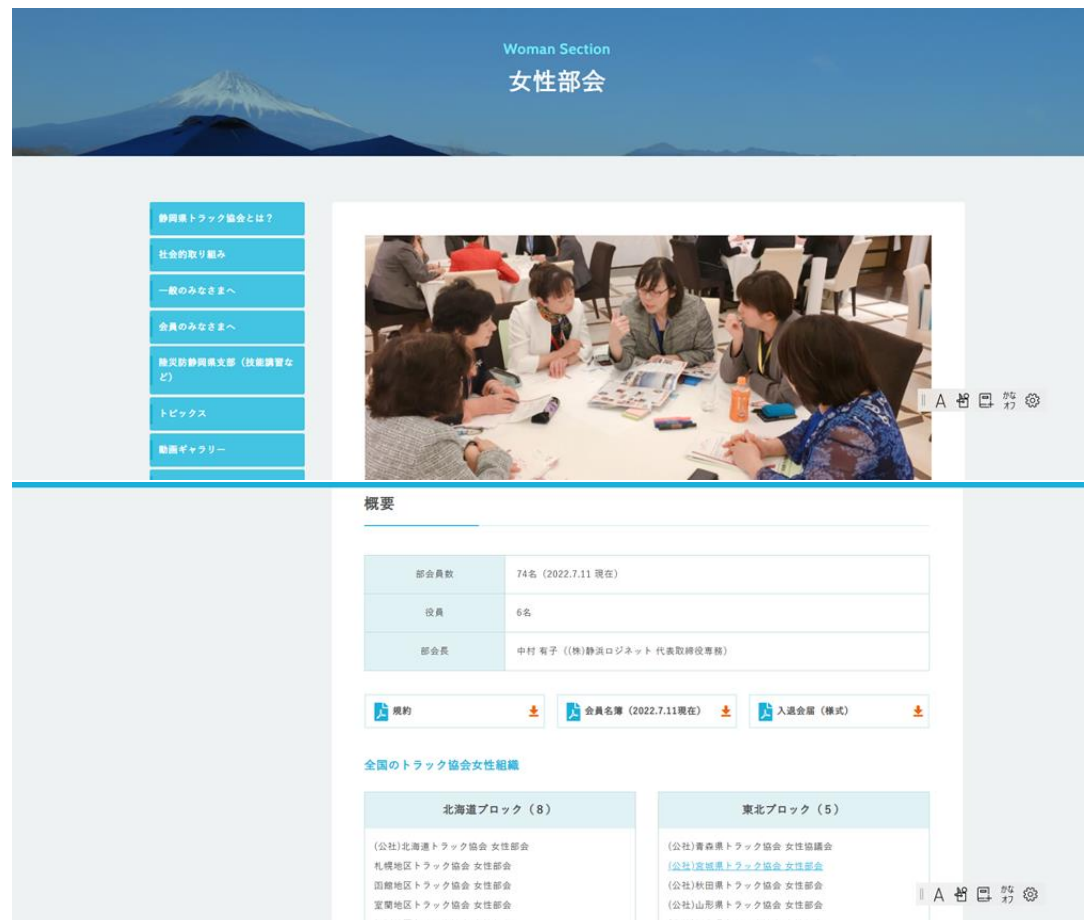 Woman Section
女性部会
静岡県トラック協会とは？
社会的取り組み
一般のみなさまへ
会員のみなさまへ
陸災防静岡県支部（技能講習な
ど）
トピックス
動画ギャラリー
A
かな
オフ
概要
部会員数
74名（2022.7.11 現在）
役員
6名
部会長
中村 有子（(株)静浜ロジネット 代表取締役専務）
規約
会員名簿（2022.7.11現在）
入退会届（様式）
全国のトラック協会女性組織
北海道ブロック（8）
(公社)北海道トラック協会 女性部会
札幌地区トラック協会 女性部会
函館地区トラック協会 女性部会
室蘭地区トラック協会 女性部会
東北ブロック（5）
(公社)青森県トラック協会 女性協議会
(公社)宮城県トラック協会 女性部会
(公社)秋田県トラック協会 女性部会
(公社)山形県トラック協会 女性部会
A
かな
オフ